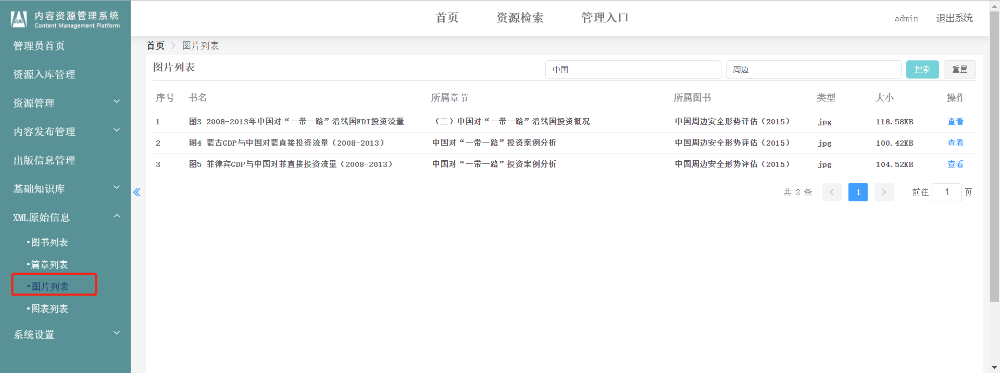 内容资源管理系统
Content Management Platform
SSAP
首页 资源检索 管理入口
admin 退出系统
管理员首页
资源入库管理
资源管理
内容发布管理
出版信息管理
基础知识库
XML原始信息
•图书列表
•篇章列表
•图片列表
•图表列表
系统设置
首页 > 图片列表
图片列表 中国 周边 搜索 重置
序号 书名 所属章节 所属图书 类型 大小 操作
1 图3 2008-2013年中国对“一带一路”沿线国FDI投资流量 （二）中国对“一带一路”沿线国投资概况 中国周边安全形势评估（2015） jpg 118.58KB 查看
2 图4 蒙古GDP与中国对蒙直接投资流量（2008-2013） 中国对“一带一路”投资案例分析 中国周边安全形势评估（2015） jpg 100.42KB 查看
3 图5 菲律宾GDP与中国对菲直接投资流量（2008-2013） 中国对“一带一路”投资案例分析 中国周边安全形势评估（2015） jpg 104.52KB 查看
共 3 条 < 1 > 前往 1 页